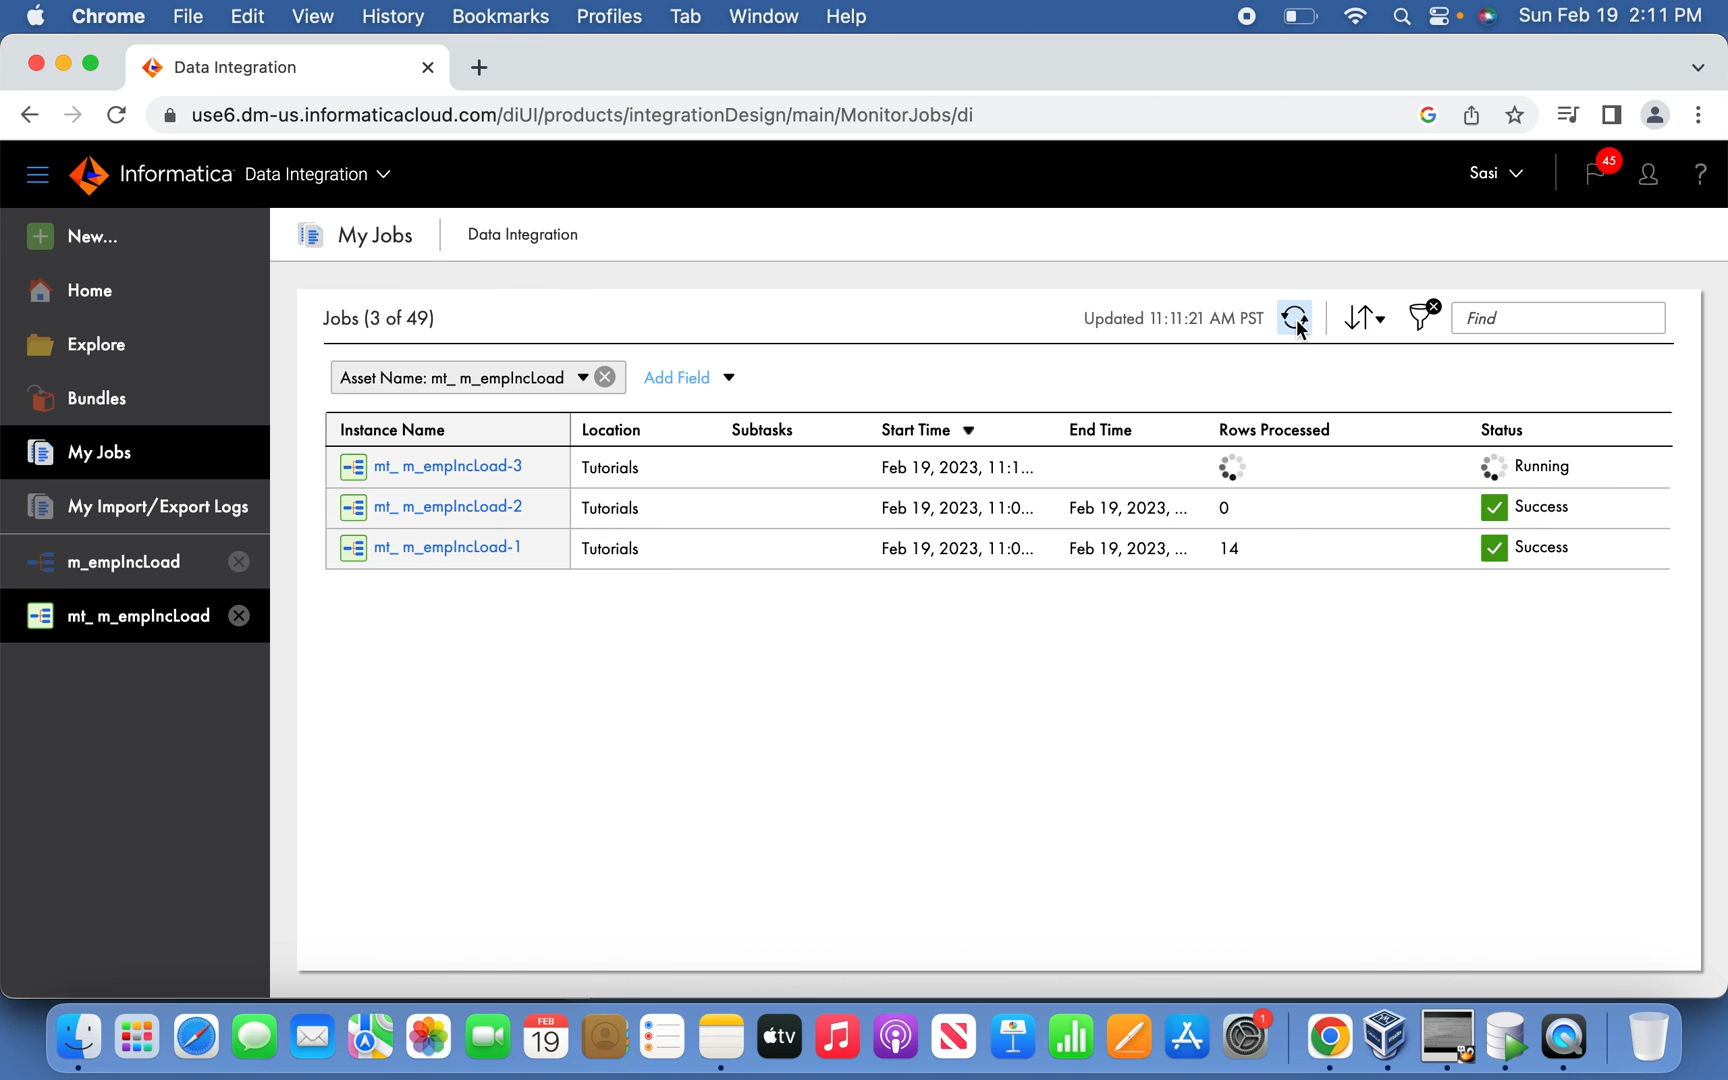 Chrome File Edit View History Bookmarks Profiles Tab Window Help Sun Feb 19 2:11 PM
Data Integration
use6.dm-us.informaticacloud.com/diUI/products/integrationDesign/main/MonitorJobs/di
Informatica Data Integration Sasi 45 ?
New...
Home
Explore
Bundles
My Jobs
My Import/Export Logs
m_empIncLoad
mt_ m_empIncLoad
My Jobs Data Integration
Jobs (3 of 49) Updated 11:11:21 AM PST Find
Asset Name: mt_ m_empIncLoad Add Field
Instance Name Location Subtasks Start Time End Time Rows Processed Status
mt_ m_empIncLoad-3 Tutorials Feb 19, 2023, 11:1... Running
mt_ m_empIncLoad-2 Tutorials Feb 19, 2023, 11:0... Feb 19, 2023, ... 0 Success
mt_ m_empIncLoad-1 Tutorials Feb 19, 2023, 11:0... Feb 19, 2023, ... 14 Success
FEB
19
tv
1